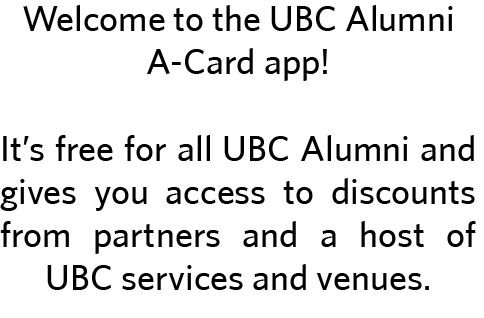 Welcome to the UBC Alumni
A-Card app!
It’s free for all UBC Alumni and
gives you access to discounts
from partners and a host of
UBC services and venues.